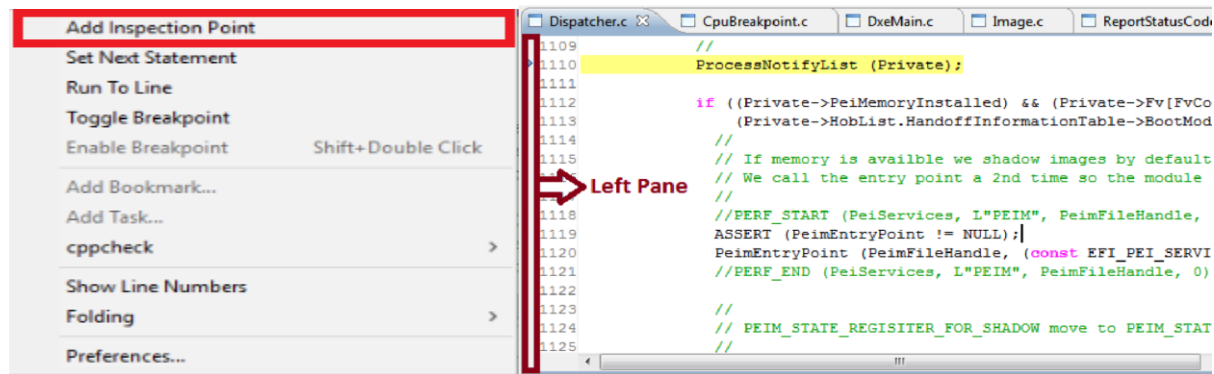 Add Inspection Point
Set Next Statement
Run To Line
Toggle Breakpoint
Enable Breakpoint Shift+Double Click
Add Bookmark...
Add Task...
cppcheck >
Show Line Numbers
Folding >
Preferences...
Dispatcher.c CpuBreakpoint.c DxeMain.c Image.c ReportStatusCode
1109 //
1110 ProcessNotifyList (Private);
1111
1112 if ((Private->PeiMemoryInstalled) && (Private->Fv[FvCo
1113 (Private->HobList.HandoffInformationTable->BootMod
1114 //
1115 // If memory is availble we shadow images by default
// We call the entry point a 2nd time so the module
Left Pane
//
1118 //PERF_START (PeiServices, L"PEIM", PeimFileHandle,
1119 ASSERT (PeimEntryPoint != NULL);
1120 PeimEntryPoint (PeimFileHandle, (const EFI_PEI_SERVI
1121 //PERF_END (PeiServices, L"PEIM", PeimFileHandle, 0)
1122
1123 //
1124 // PEIM_STATE_REGISITER_FOR_SHADOW move to PEIM_STAT
1125 //